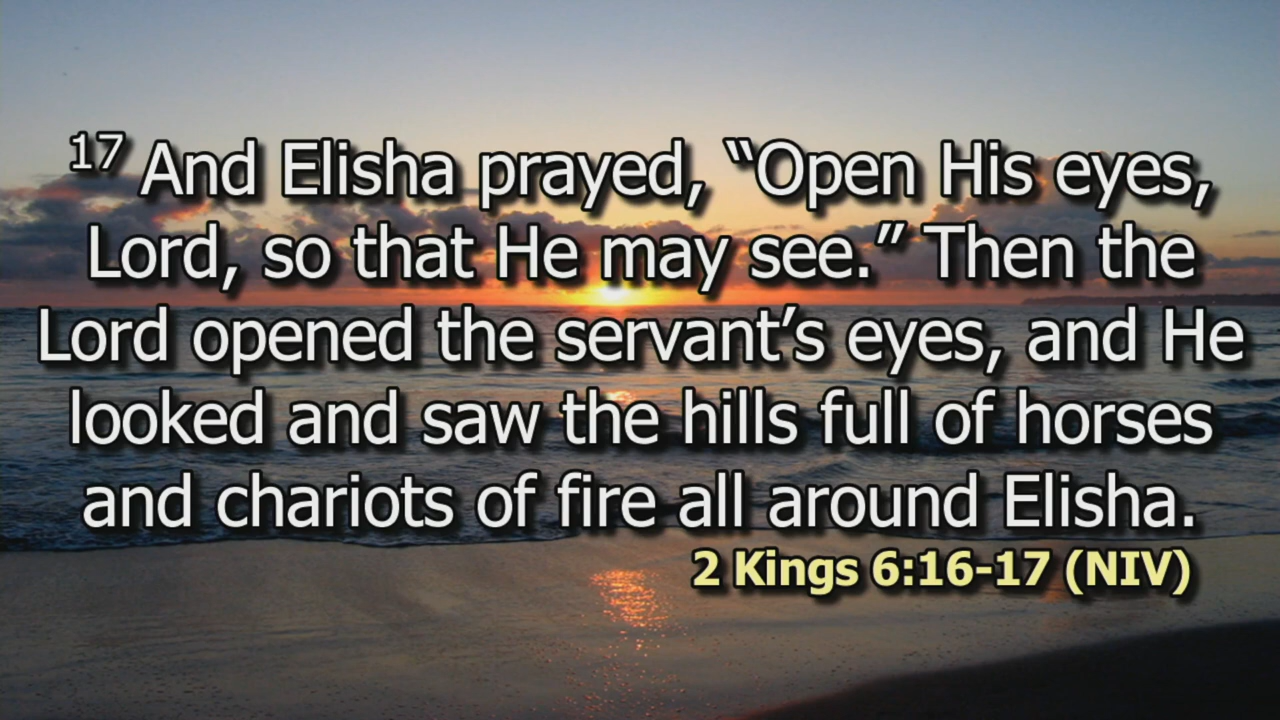 17 And Elisha prayed, “Open His eyes,
Lord, so that He may see.” Then the
Lord opened the servant’s eyes, and He
looked and saw the hills full of horses
and chariots of fire all around Elisha.
2 Kings 6:16-17 (NIV)